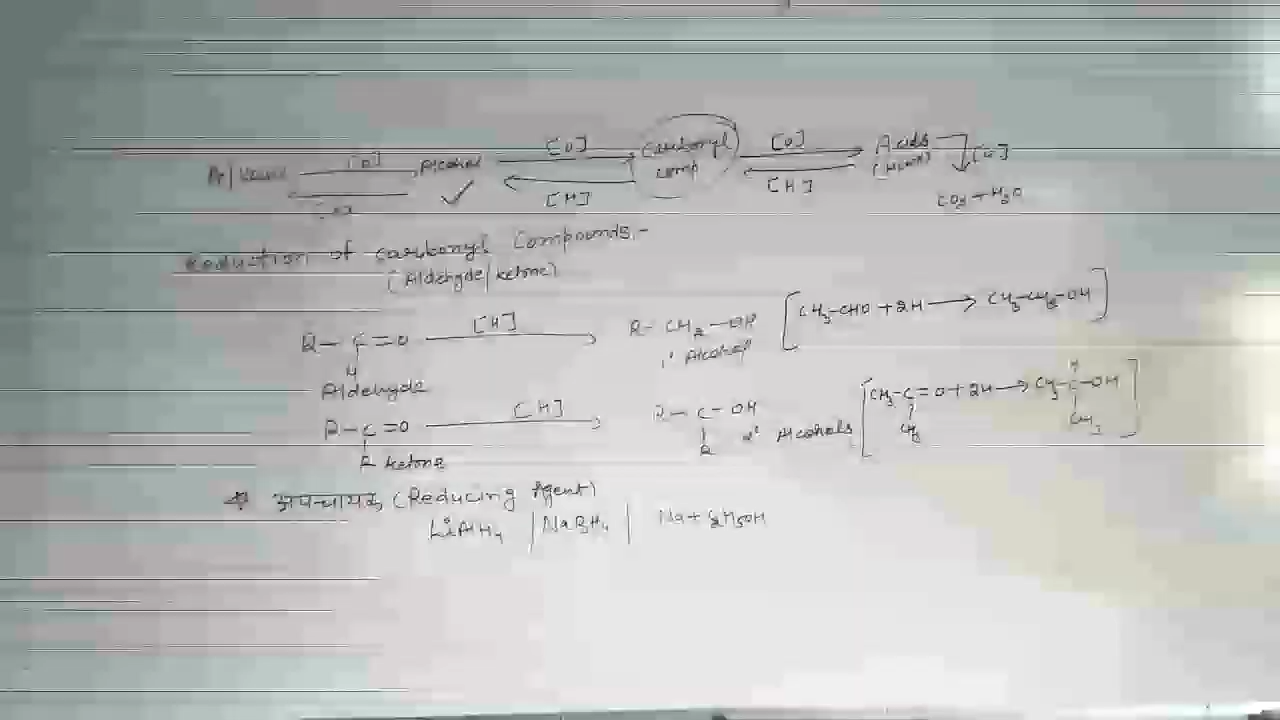 [O] [O] [O]
Alcohol Carbonyl comp Acids
[H] [H] CO2 + H2O
Reduction of Carbonyl Compounds :-
(Aldehyde/ketone)
R - C = O [H] R - CH2 - OH [CH3-CHO + 2H → CH3-CH2-OH]
H 1° Alcohol
Aldehyde
R - C = O [H] R - C - OH [CH3-C = O + 2H → CH3-C-OH]
R ketone R 2° Alcohols CH3 H CH3
अपचायक (Reducing Agent)
LiAlH4 | NaBH4 | Na + C2H5OH